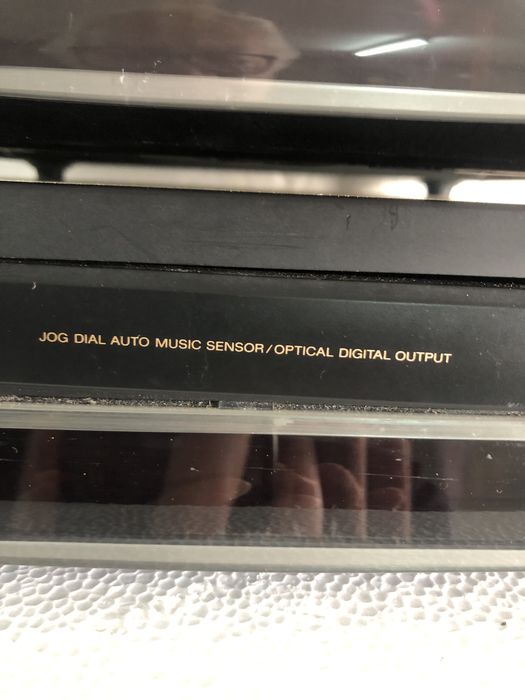 JOG DIAL AUTO MUSIC SENSOR/OPTICAL DIGITAL OUTPUT